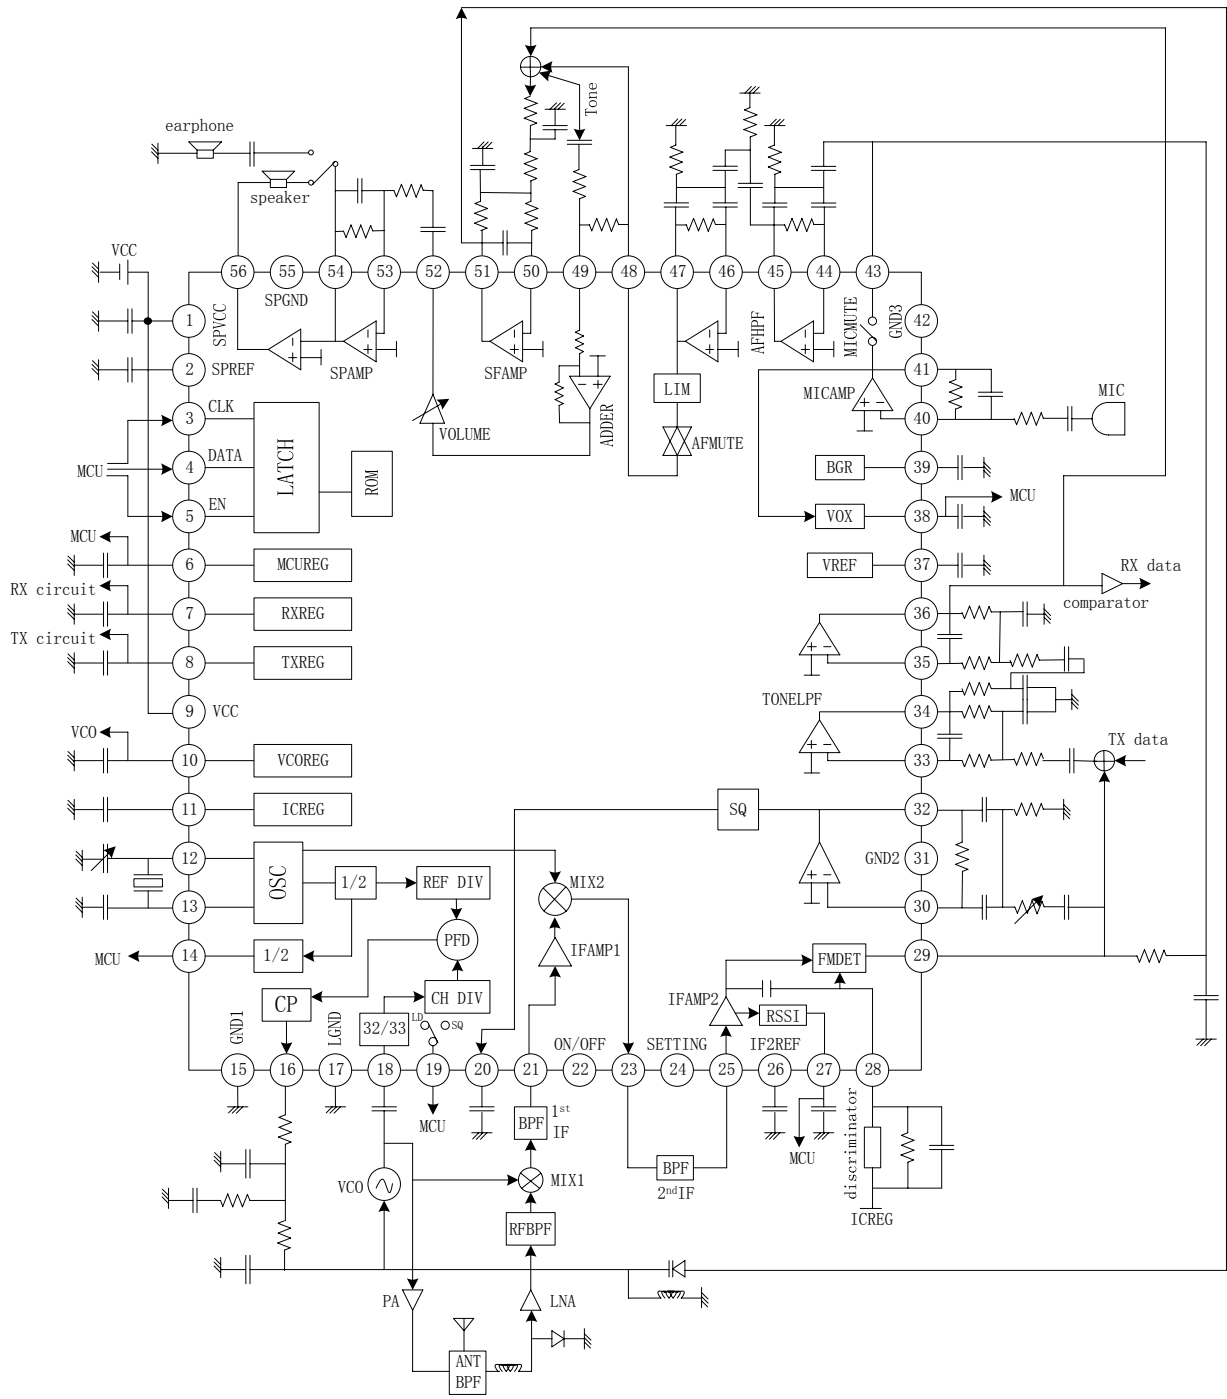 Tone
earphone
speaker
VCC
56
55
54
53
52
51
50
49
48
47
46
45
44
43
SPGND
1
SPVCC
SPAMP
SFAMP
ADDER
AFHPF
MICMUTE
GND3
42
2
SPREF
LIM
MICAMP
41
MIC
3
CLK
VOLUME
AFMUTE
40
MCU
4
DATA
LATCH
ROM
BGR
39
5
EN
VOX
38
MCU
MCU
6
MCUREG
VREF
37
RX data
RX circuit
7
RXREG
36
comparator
TX circuit
8
TXREG
35
TONELPF
9
VCC
34
VCO
10
VCOREG
33
TX data
11
ICREG
SQ
32
12
OSC
GND2
31
1/2
REF DIV
MIX2
13
30
PFD
IFAMP1
MCU
14
1/2
FMDET
29
CP
CH DIV
IFAMP2
RSSI
GND1
LGND
32/33
LD
SQ
ON/OFF
SETTING
IF2REF
15
16
17
18
19
20
21
22
23
24
25
26
27
28
MCU
BPF
1st
IF
MCU
discriminator
VCO
MIX1
BPF
2ndIF
RFBPF
ICREG
PA
LNA
ANT
BPF